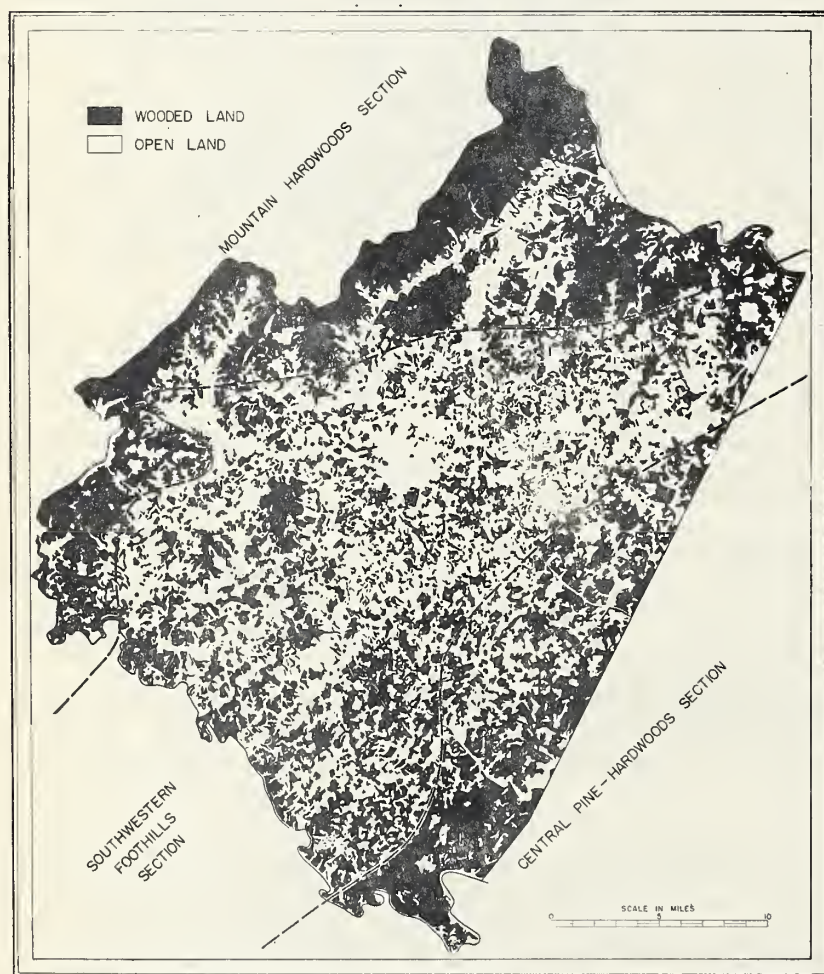 WOODED LAND
OPEN LAND
MOUNTAIN HARDWOODS SECTION
SOUTHWESTERN
FOOTHILLS
SECTION
CENTRAL PINE-HARDWOODS SECTION
SCALE IN MILES
0 5 10